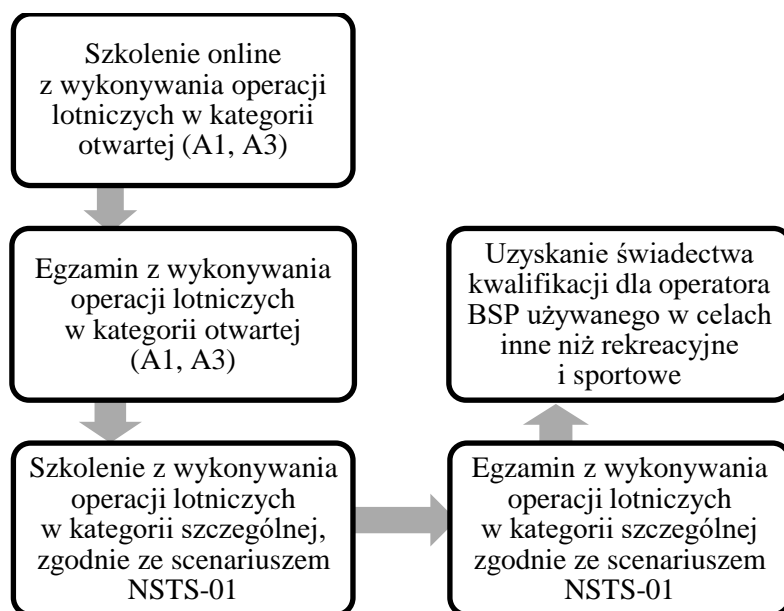 Szkolenie online
z wykonywania operacji
lotniczych w kategorii
otwartej (A1, A3)
Egzamin z wykonywania
operacji lotniczych
w kategorii otwartej
(A1, A3)
Szkolenie z wykonywania
operacji lotniczych
w kategorii szczególnej,
zgodnie ze scenariuszem
NSTS-01
Egzamin z wykonywania
operacji lotniczych
w kategorii szczególnej
zgodnie ze scenariuszem
NSTS-01
Uzyskanie świadectwa
kwalifikacji dla operatora
BSP używanego w celach
inne niż rekreacyjne
i sportowe